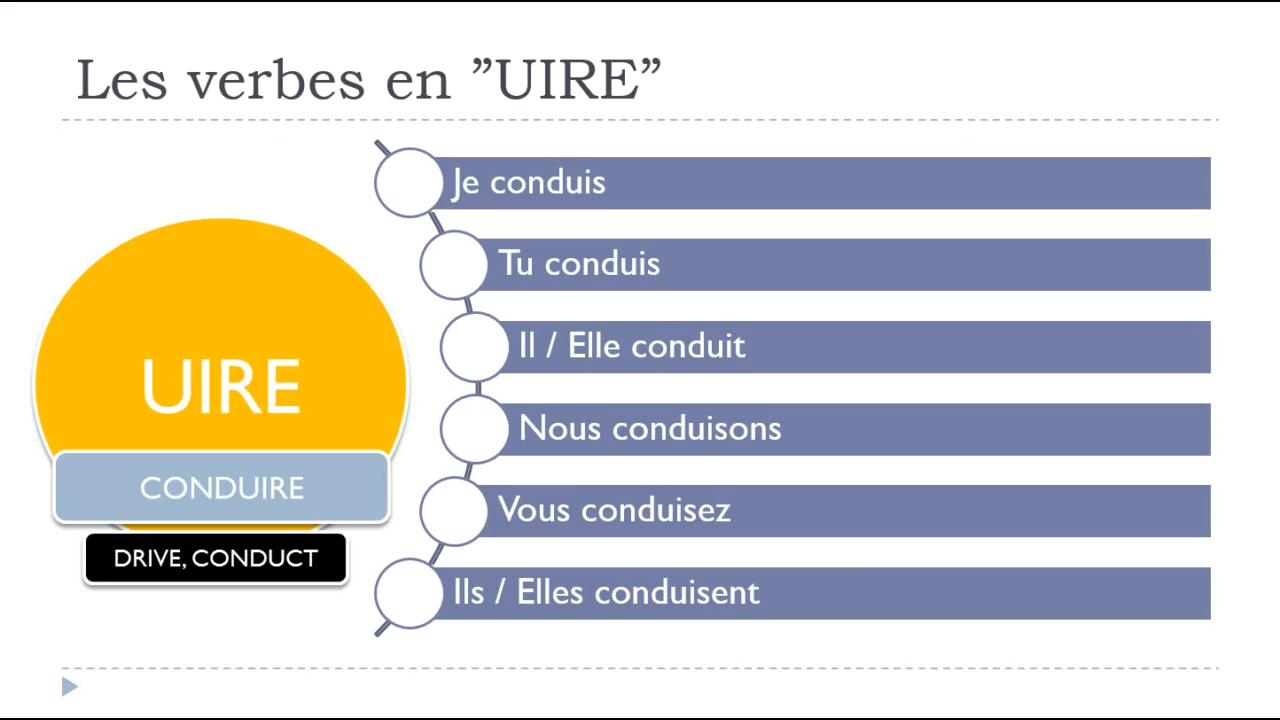 Les verbes en ”UIRE”
Je conduis
Tu conduis
Il / Elle conduit
UIRE
Nous conduisons
CONDUIRE
Vous conduisez
DRIVE, CONDUCT
Ils / Elles conduisent